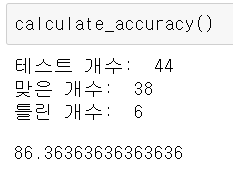 calculate_accuracy()
테스트 개수:  44
맞은 개수:  38
틀린 개수:  6
86.36363636363636